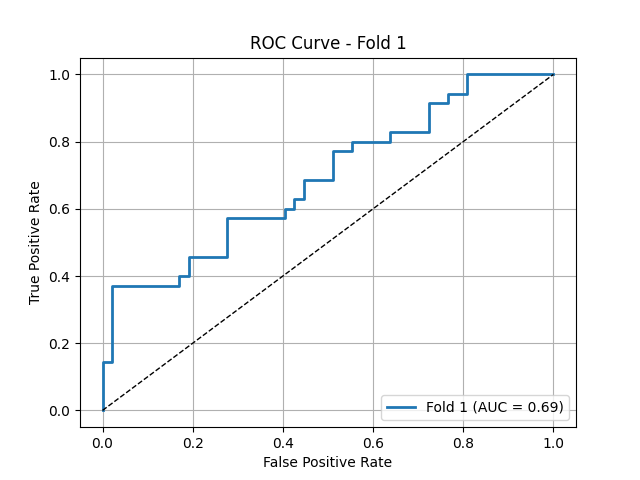 ROC Curve - Fold 1
True Positive Rate
1.0
0.8
0.6
0.4
0.2
0.0
Fold 1 (AUC = 0.69)
0.0 0.2 0.4 0.6 0.8 1.0
False Positive Rate